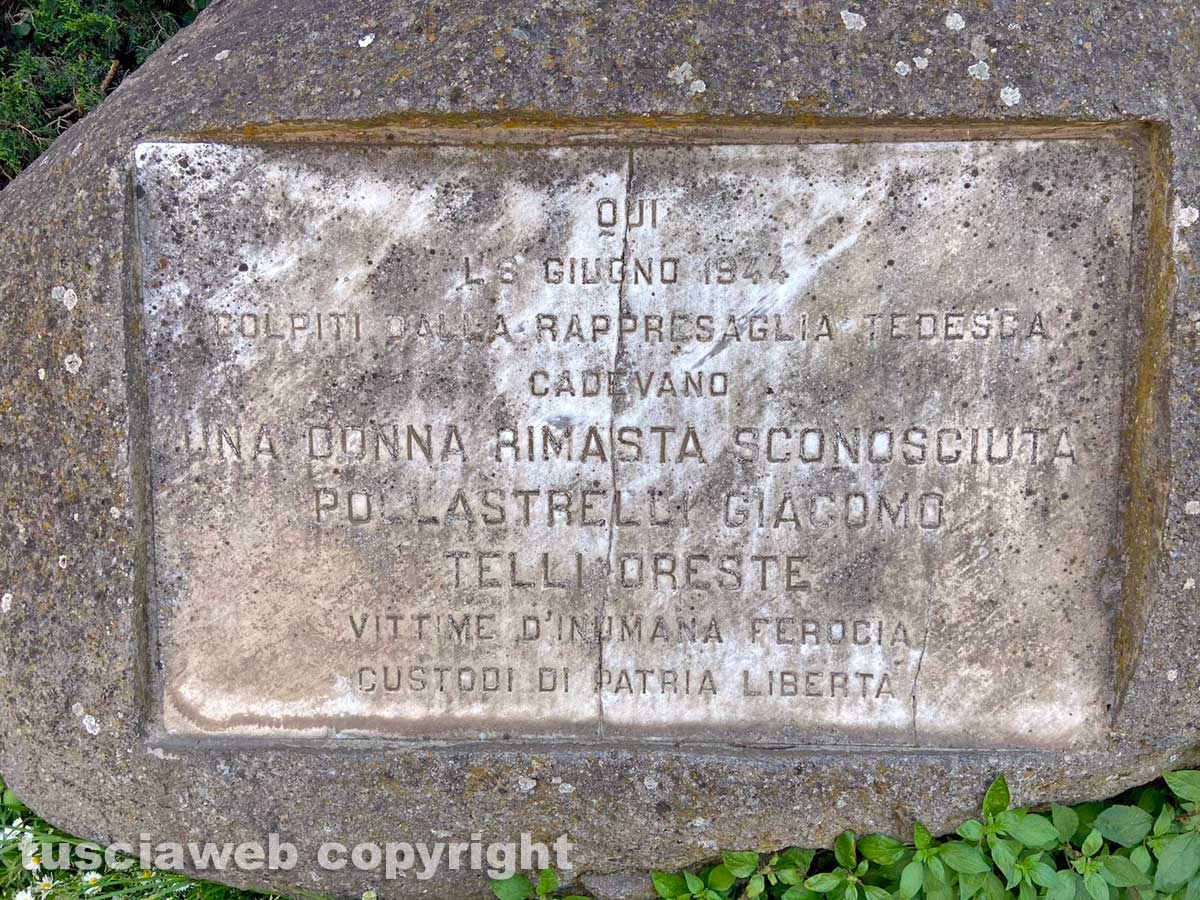 QUI
L'8 GIUGNO 1944
COLPITI DALLA RAPPRESAGLIA TEDESCA
CADEVANO
UNA DONNA RIMASTA SCONOSCIUTA
POLLASTRELLI GIACOMO
TELLI ORESTE
VITTIME D'INUMANA FEROCIA
CUSTODI DI PATRIA LIBERTÀ
tusciaweb copyright